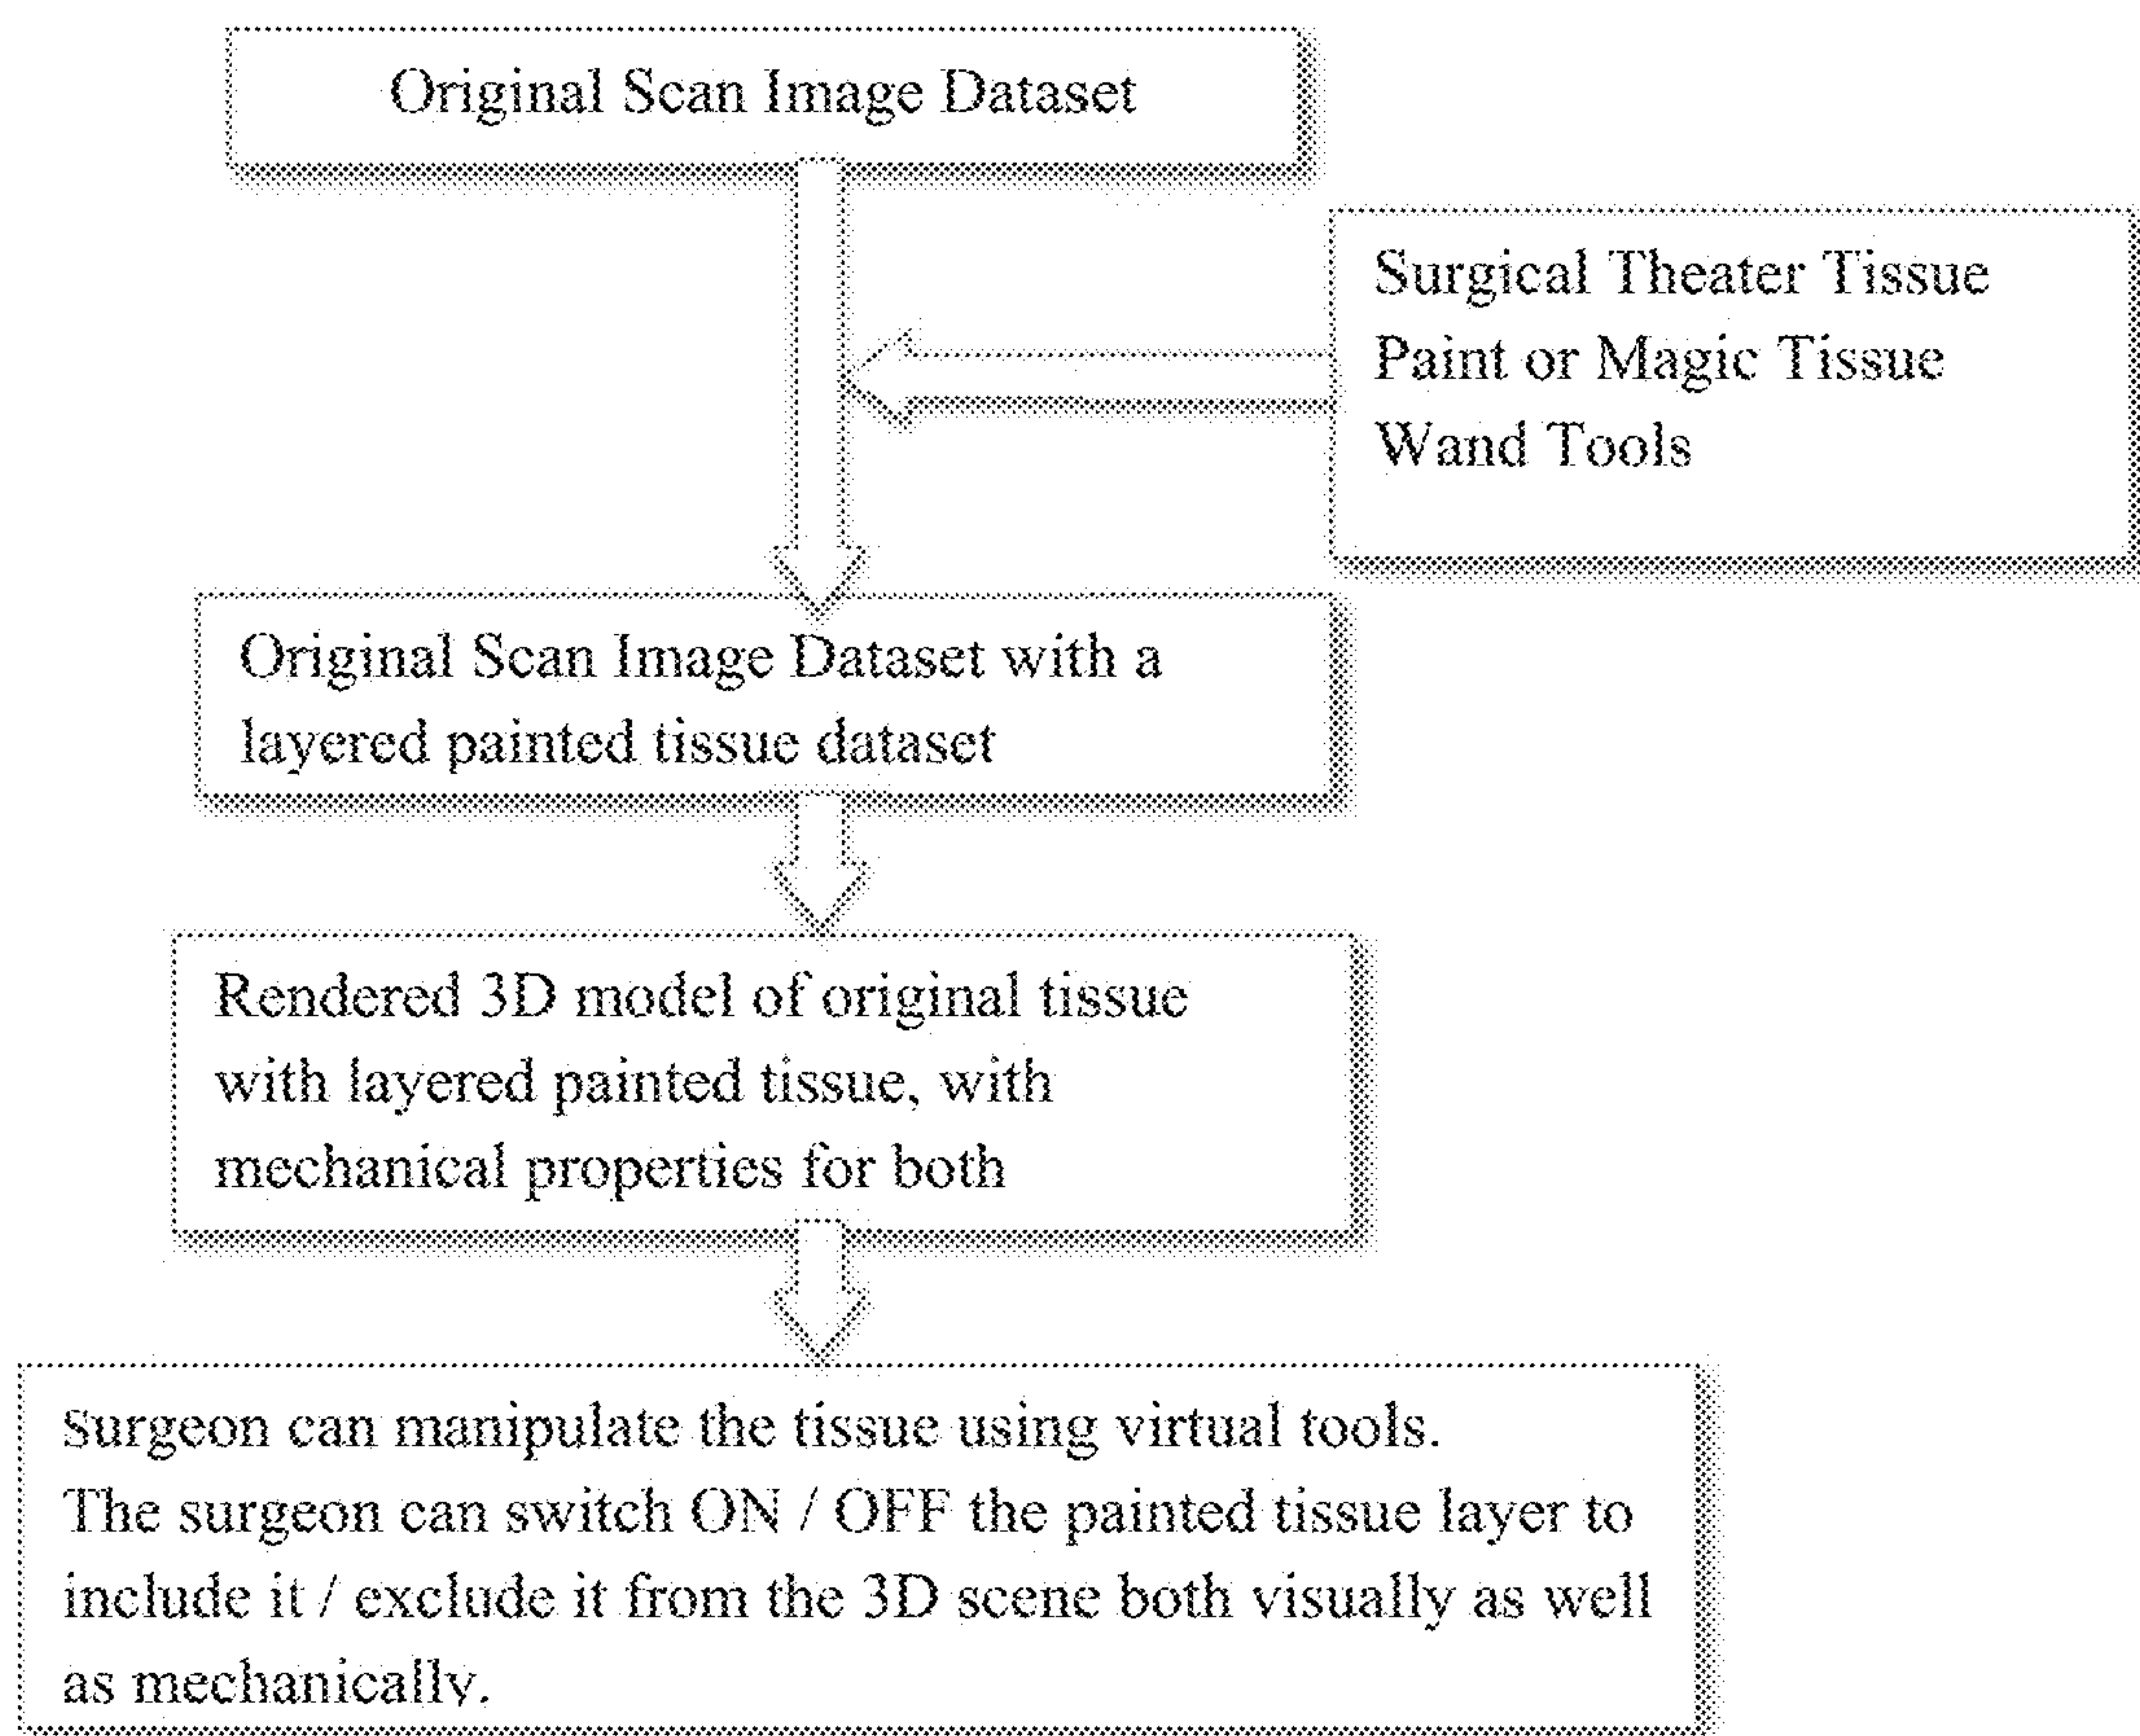 Original Scan Image Dataset
Surgical Theater Tissue
Paint or Magic Tissue
Wand Tools
Original Scan Image Dataset with a
layered painted tissue dataset
Rendered 3D model of original tissue
with layered painted tissue, with
mechanical properties for both
Surgeon can manipulate the tissue using virtual tools.
The surgeon can switch ON / OFF the painted tissue layer to
include it / exclude it from the 3D scene both visually as well
as mechanically.